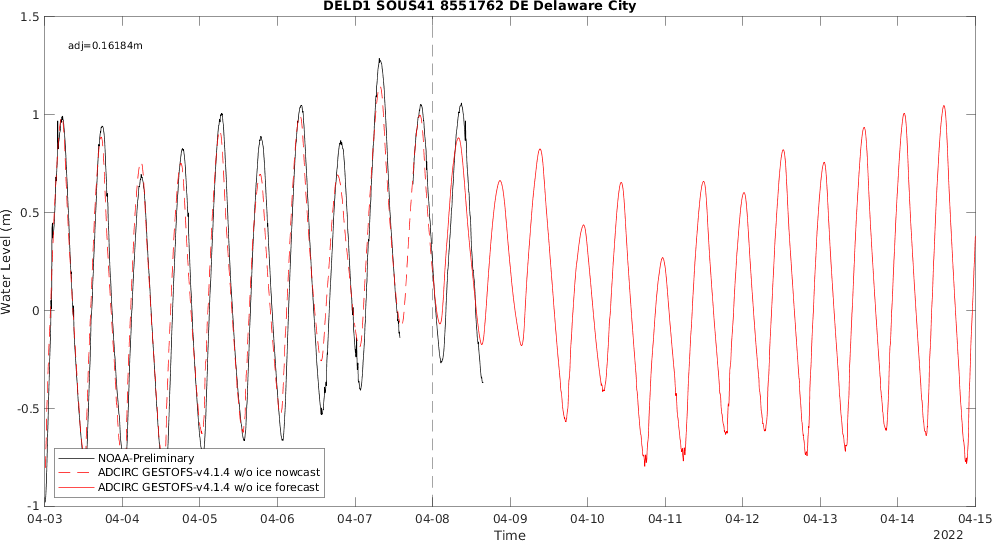 DELD1 SOUS41 8551762 DE Delaware City
adj=0.16184m
Water Level (m)
1.5
1
0.5
0
-0.5
-1
NOAA-Preliminary
ADCIRC GESTOFS-v4.1.4 w/o ice nowcast
ADCIRC GESTOFS-v4.1.4 w/o ice forecast
04-03 04-04 04-05 04-06 04-07 04-08 04-09 04-10 04-11 04-12 04-13 04-14 04-15
Time
2022